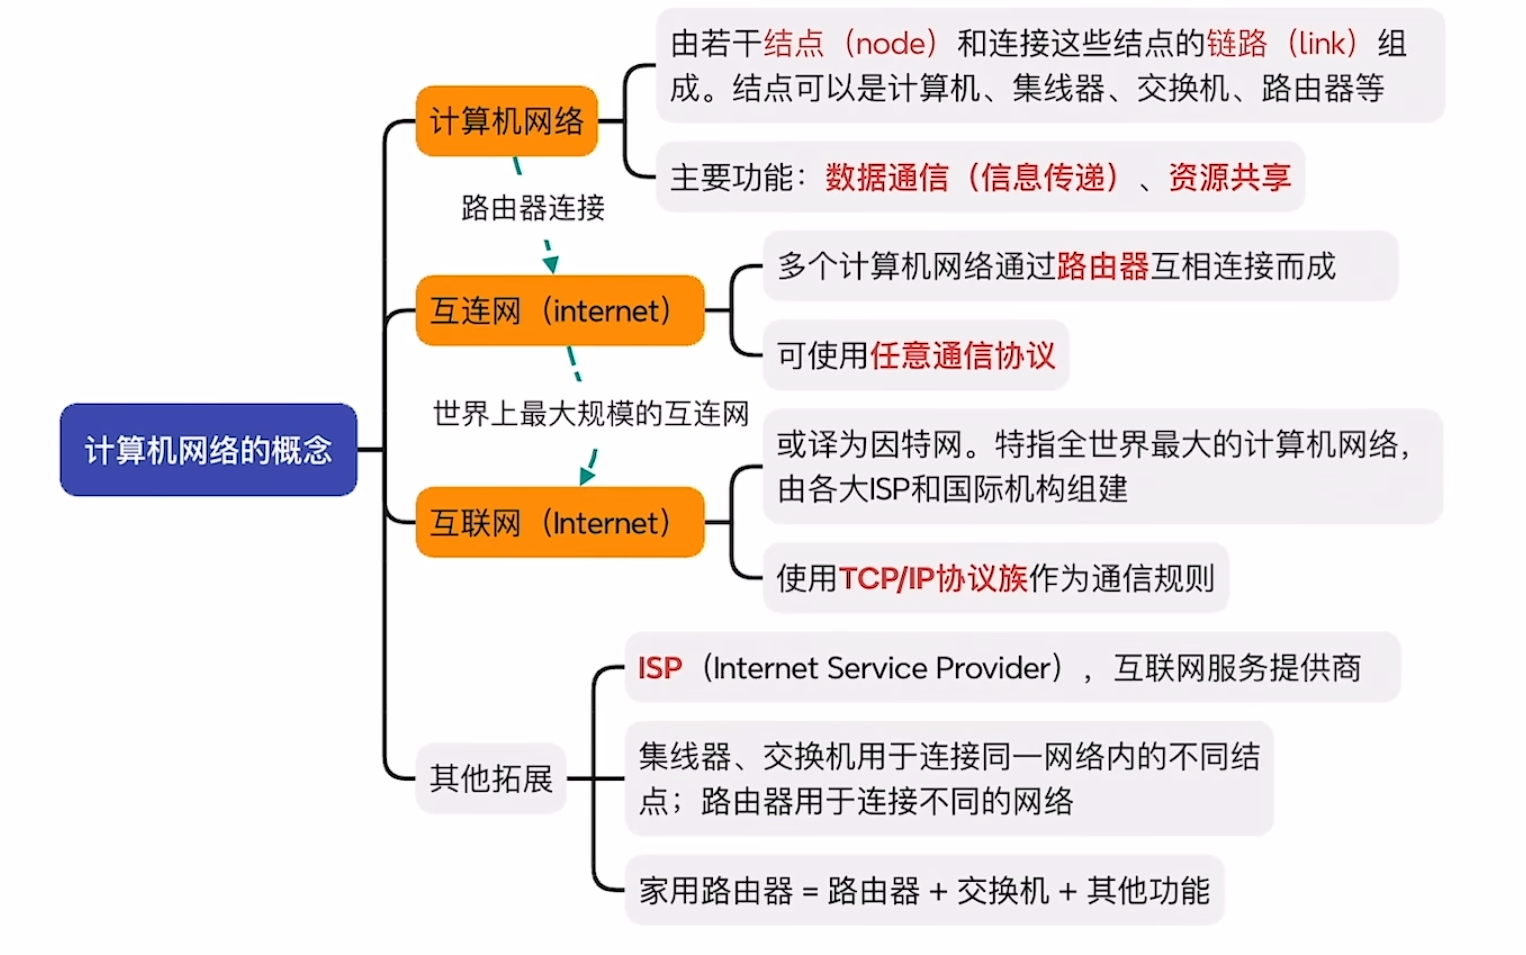 由若干结点（node）和连接这些结点的链路（link）组
成。结点可以是计算机、集线器、交换机、路由器等
计算机网络
主要功能：数据通信（信息传递）、资源共享
路由器连接
多个计算机网络通过路由器互相连接而成
互连网（internet）
可使用任意通信协议
世界上最大规模的互连网
或译为因特网。特指全世界最大的计算机网络，
由各大ISP和国际机构组建
计算机网络的概念
互联网（Internet）
使用TCP/IP协议族作为通信规则
ISP（Internet Service Provider），互联网服务提供商
集线器、交换机用于连接同一网络内的不同结
点；路由器用于连接不同的网络
其他拓展
家用路由器 = 路由器 + 交换机 + 其他功能